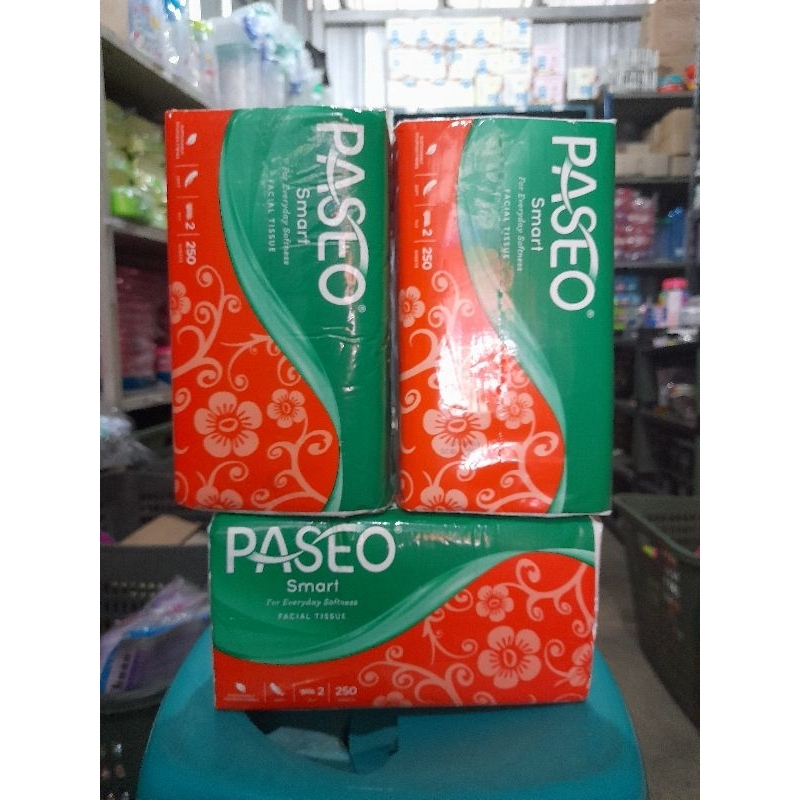 PASEO
Smart
For Everyday Softness
FACIAL TISSUE
2
250
PASEO
Smart
For Everyday Softness
FACIAL TISSUE
2
250
PASEO
Smart
For Everyday Softness
FACIAL TISSUE
2
250